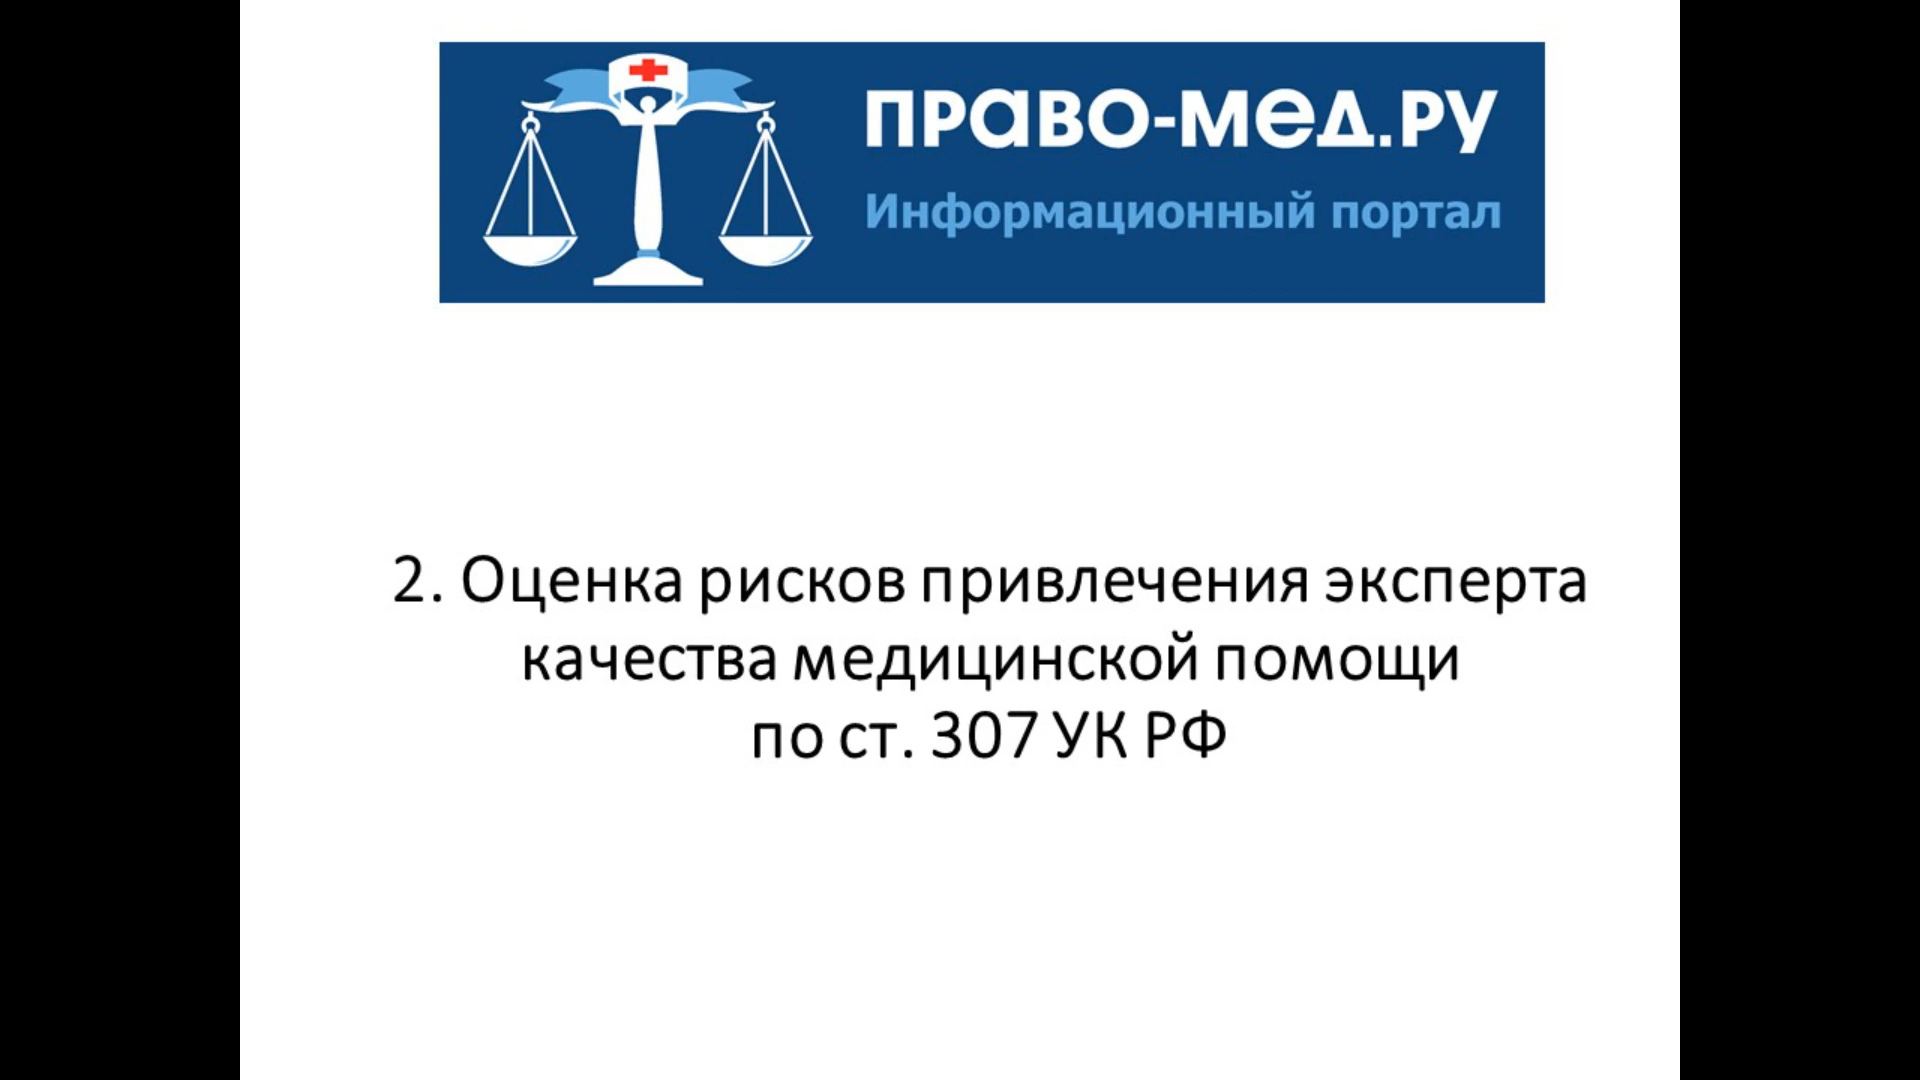 ПРАВО-МЕД.РУ
Информационный портал
2. Оценка рисков привлечения эксперта
качества медицинской помощи
по ст. 307 УК РФ